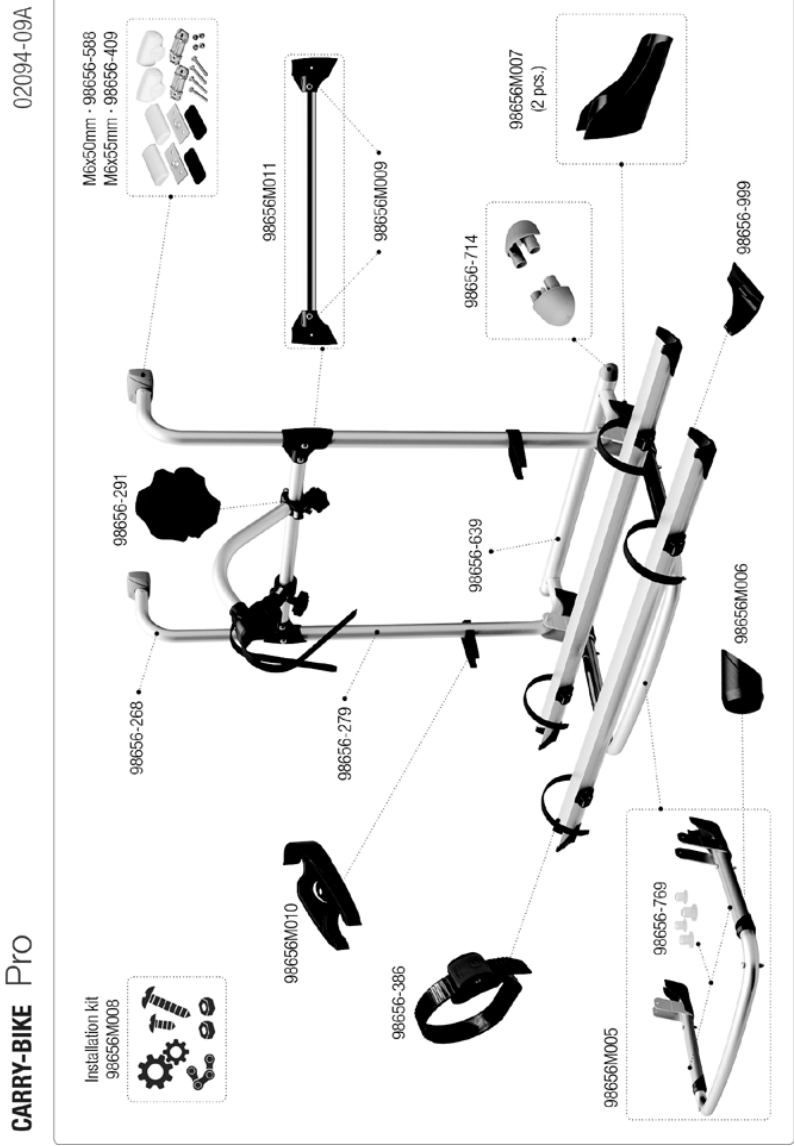 CARRY-BIKE Pro
02094-09A
Installation kit
98656M008
M6x50mm - 98656-588
M6x55mm - 98656-409
98656M011
98656M009
98656M007
(2 pcs.)
98656-714
98656-999
98656-291
98656-639
98656-268
98656-279
98656M006
98656M010
98656-386
98656-769
98656M005